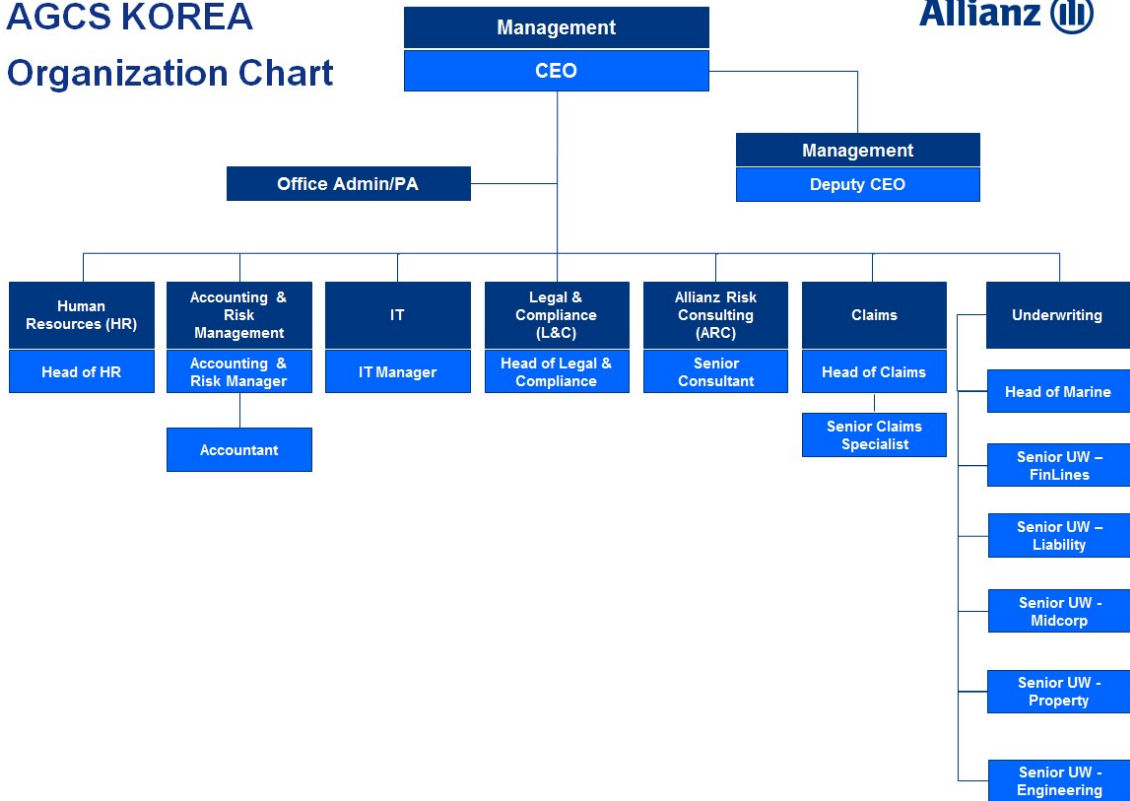 AGCS KOREA
Organization Chart
Allianz
Management
CEO
Management
Deputy CEO
Office Admin/PA
Human
Resources (HR)
Head of HR
Accounting &
Risk
Management
Accounting &
Risk Manager
Accountant
IT
IT Manager
Legal &
Compliance
(L&C)
Head of Legal &
Compliance
Allianz Risk
Consulting
(ARC)
Senior
Consultant
Claims
Head of Claims
Senior Claims
Specialist
Underwriting
Head of Marine
Senior UW –
FinLines
Senior UW –
Liability
Senior UW -
Midcorp
Senior UW -
Property
Senior UW -
Engineering